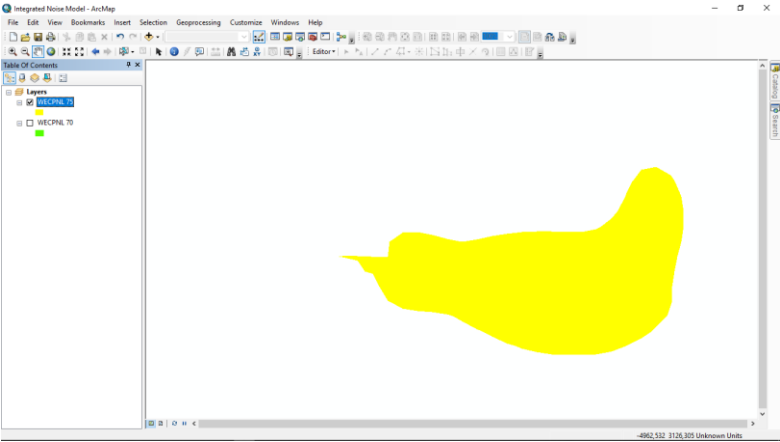 Integrated Noise Model - ArcMap
File Edit View Bookmarks Insert Selection Geoprocessing Customize Windows Help
Editor
Table Of Contents
Layers
WECPNL 75
WECPNL 70
Catalog
Search
-4962,532 3126,305 Unknown Units